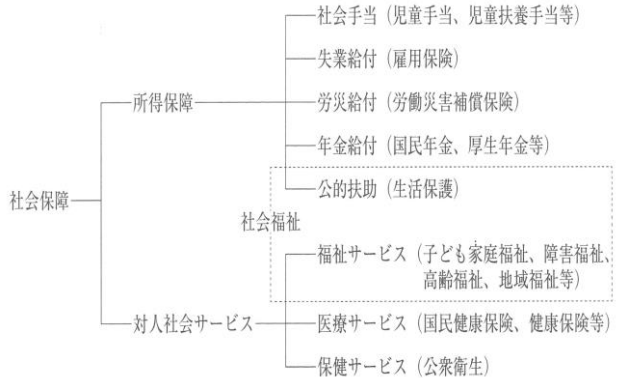 社会手当（児童手当、児童扶養手当等）
失業給付（雇用保険）
所得保障
労災給付（労働災害補償保険）
年金給付（国民年金、厚生年金等）
公的扶助（生活保護）
社会保障
社会福祉
福祉サービス（子ども家庭福祉、障害福祉、
高齢福祉、地域福祉等）
対人社会サービス
医療サービス（国民健康保険、健康保険等）
保健サービス（公衆衛生）